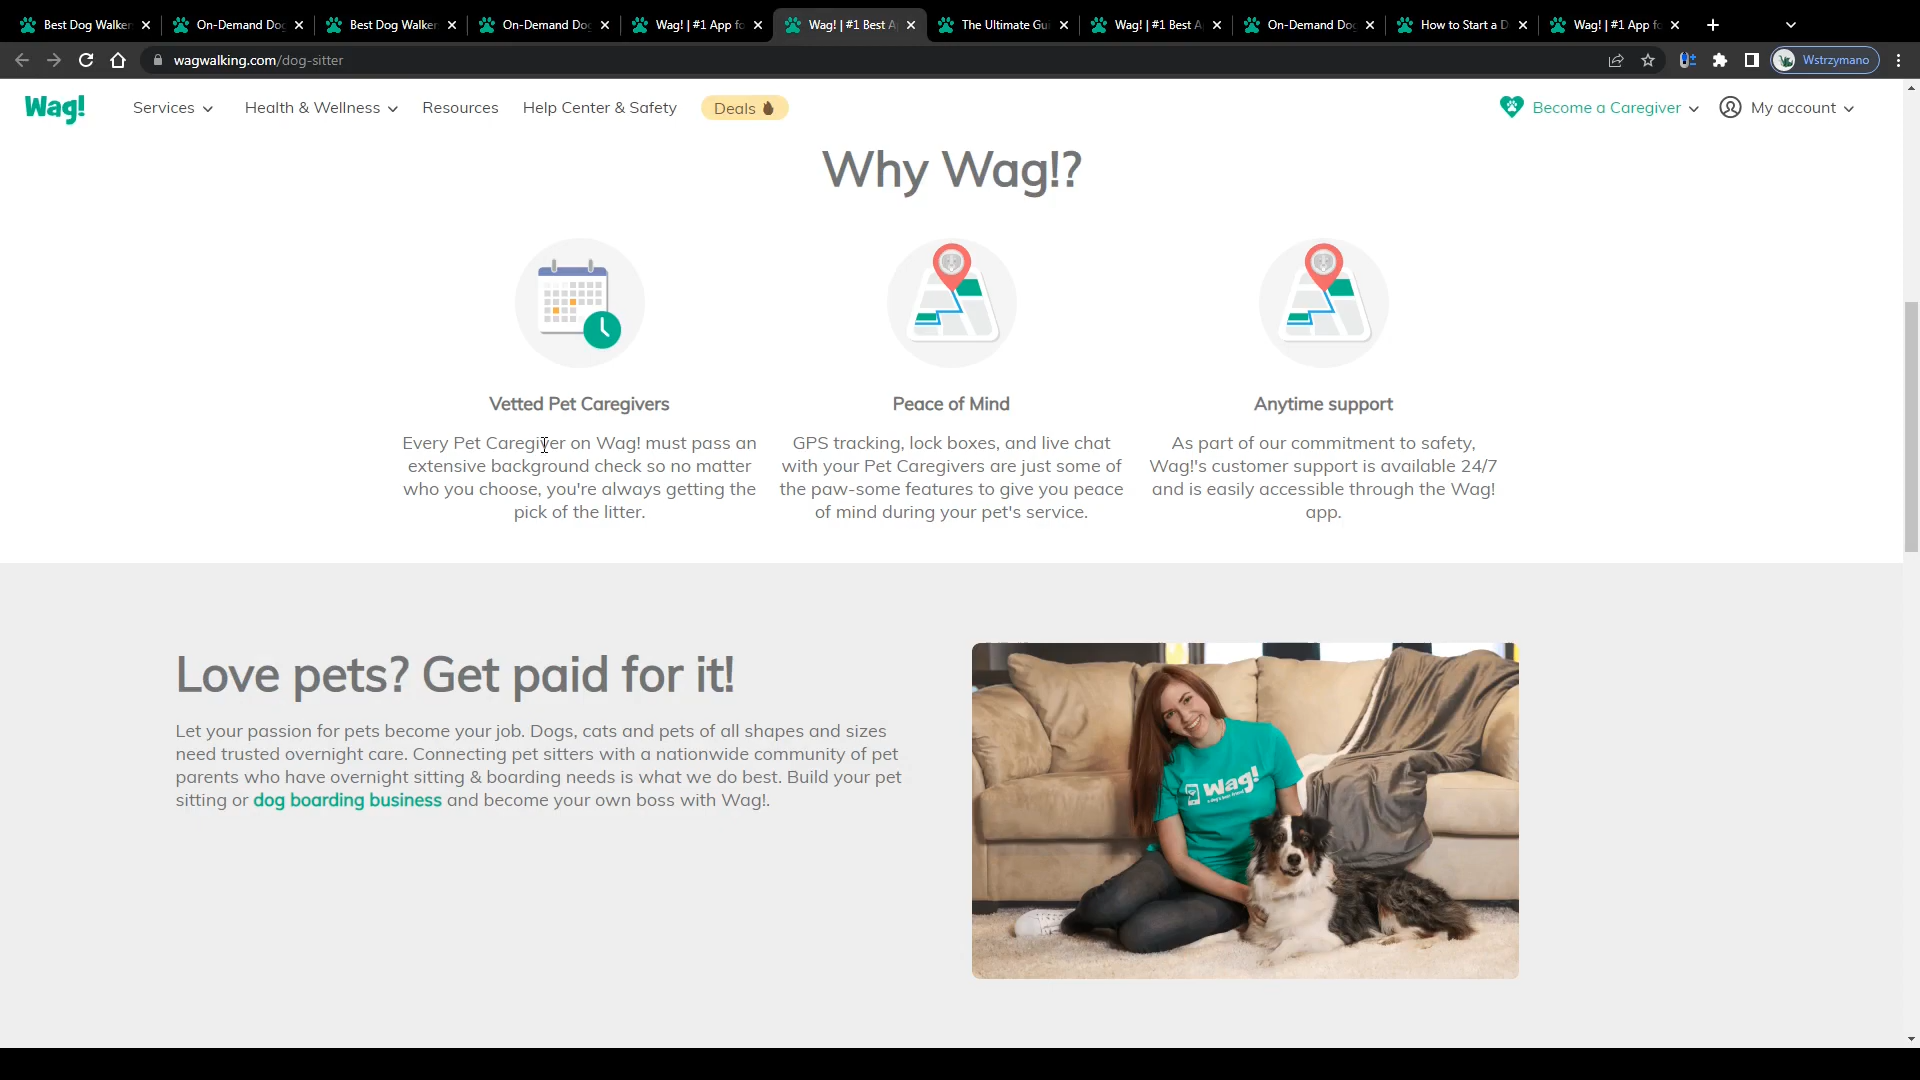 Best Dog Walker
On-Demand Do
Best Dog Walker
On-Demand Do
Wag! | #1 App fo
Wag! | #1 Best A
The Ultimate Gu
Wag! | #1 Best A
On-Demand Do
How to Start a D
Wag! | #1 App fo
wagwalking.com/dog-sitter
Wstrzymano
Wag!
Services
Health & Wellness
Resources
Help Center & Safety
Deals
Become a Caregiver
My account
Why Wag!?
Vetted Pet Caregivers
Every Pet Caregiver on Wag! must pass an
extensive background check so no matter
who you choose, you're always getting the
pick of the litter.
Peace of Mind
GPS tracking, lock boxes, and live chat
with your Pet Caregivers are just some of
the paw-some features to give you peace
of mind during your pet's service.
Anytime support
As part of our commitment to safety,
Wag!'s customer support is available 24/7
and is easily accessible through the Wag!
app.
Love pets? Get paid for it!
Let your passion for pets become your job. Dogs, cats and pets of all shapes and sizes
need trusted overnight care. Connecting pet sitters with a nationwide community of pet
parents who have overnight sitting & boarding needs is what we do best. Build your pet
sitting or dog boarding business and become your own boss with Wag!.
Wag!